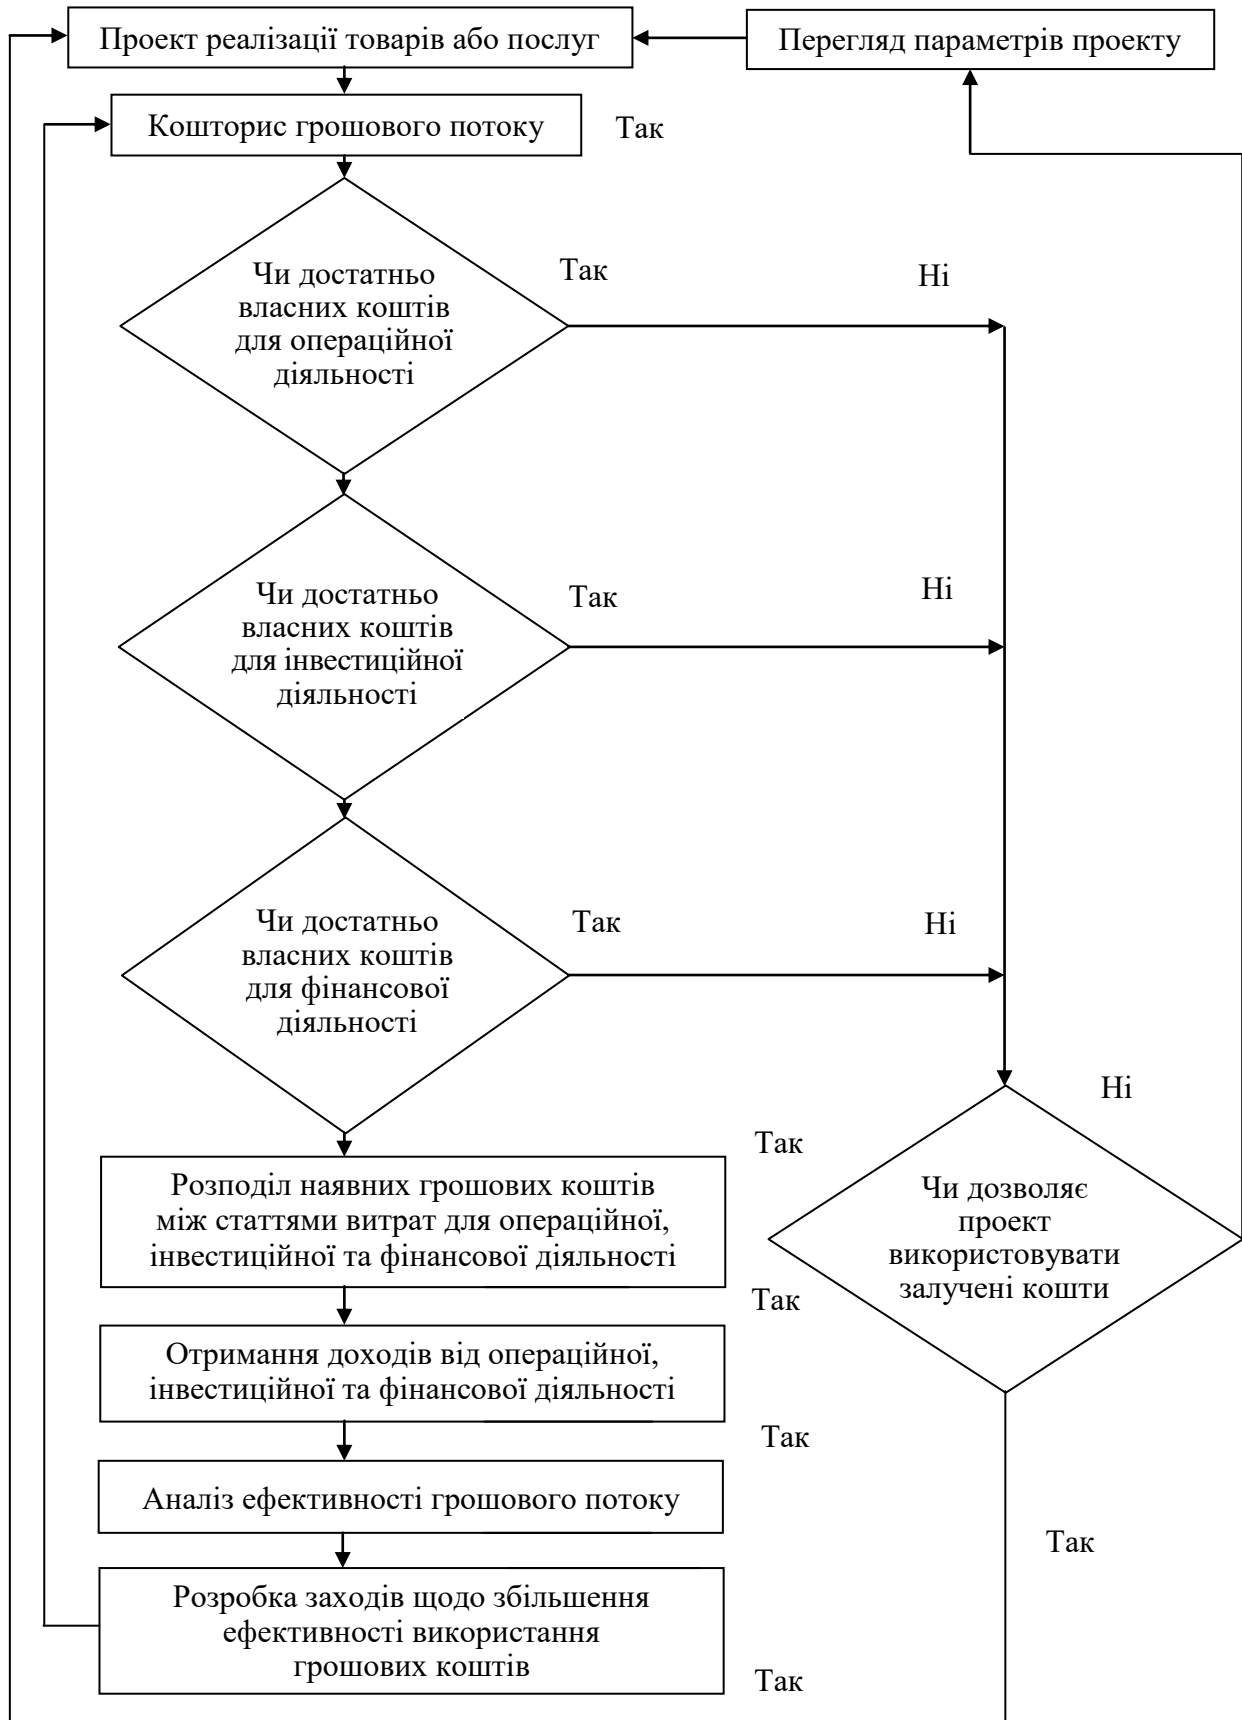 Проект реалізації товарів або послуг
Перегляд параметрів проекту
Кошторис грошового потоку
Так
Чи достатньо
власних коштів
для операційної
діяльності
Так
Ні
Чи достатньо
власних коштів
для інвестиційної
діяльності
Так
Ні
Чи достатньо
власних коштів
для фінансової
діяльності
Так
Ні
Ні
Так
Розподіл наявних грошових коштів
між статтями витрат для операційної,
інвестиційної та фінансової діяльності
Чи дозволяє
проект
використовувати
залучені кошти
Так
Отримання доходів від операційної,
інвестиційної та фінансової діяльності
Так
Аналіз ефективності грошового потоку
Так
Розробка заходів щодо збільшення
ефективності використання
грошових коштів
Так